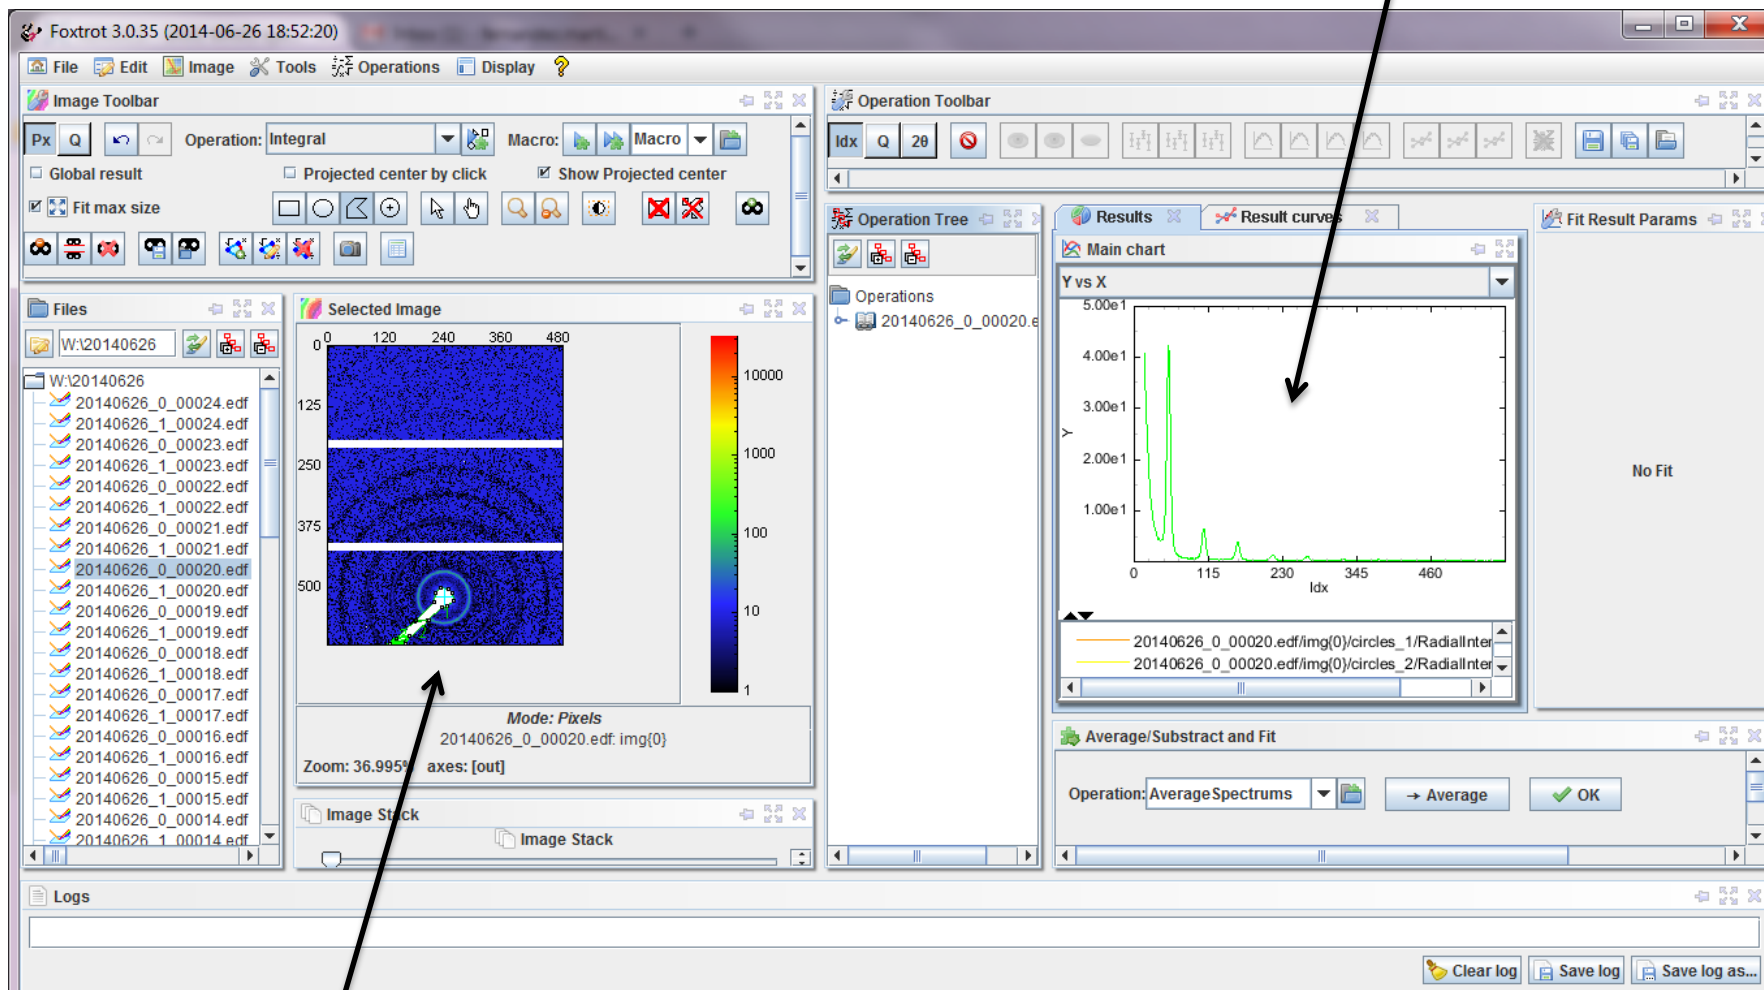 Foxtrot 3.0.35 (2014-06-26 18:52:20)
File Edit Image Tools Operations Display
Image Toolbar
Px Q Operation: Integral Macro: Macro
Global result Projected center by click Show Projected center
Fit max size
Operation Toolbar
Idx Q 2θ
Files
W:\20140626
W:\20140626
20140626_0_00024.edf
20140626_1_00024.edf
20140626_0_00023.edf
20140626_1_00023.edf
20140626_0_00022.edf
20140626_1_00022.edf
20140626_0_00021.edf
20140626_1_00021.edf
20140626_0_00020.edf
20140626_1_00020.edf
20140626_0_00019.edf
20140626_1_00019.edf
20140626_0_00018.edf
20140626_1_00018.edf
20140626_0_00017.edf
20140626_1_00017.edf
20140626_0_00016.edf
20140626_1_00016.edf
20140626_0_00015.edf
20140626_1_00015.edf
20140626_0_00014.edf
20140626_1_00014.edf
Selected Image
0 120 240 360 480
0
125
250
375
500
10000
1000
100
10
1
Mode: Pixels
20140626_0_00020.edf: img{0}
Zoom: 36.995% axes: [out]
Image Stack
Image Stack
Operation Tree
Operations
20140626_0_00020.e
Results Result curves
Main chart
Y vs X
5.00e1
4.00e1
3.00e1
Y
2.00e1
1.00e1
0 115 230 345 460
Idx
20140626_0_00020.edf/img{0}/circles_1/RadialInter
20140626_0_00020.edf/img{0}/circles_2/RadialInter
Fit Result Params
No Fit
Average/Substract and Fit
Operation: AverageSpectrums → Average OK
Logs
Clear log Save log Save log as...